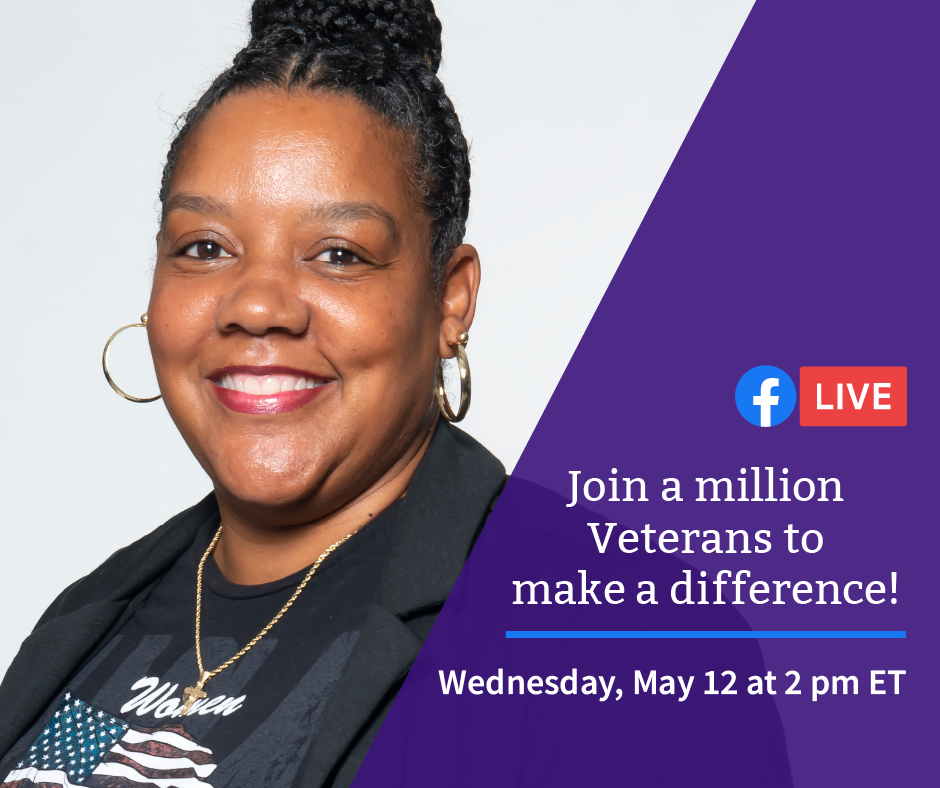 LIVE
Join a million
Veterans to
make a difference!
Wednesday, May 12 at 2 pm ET
Women